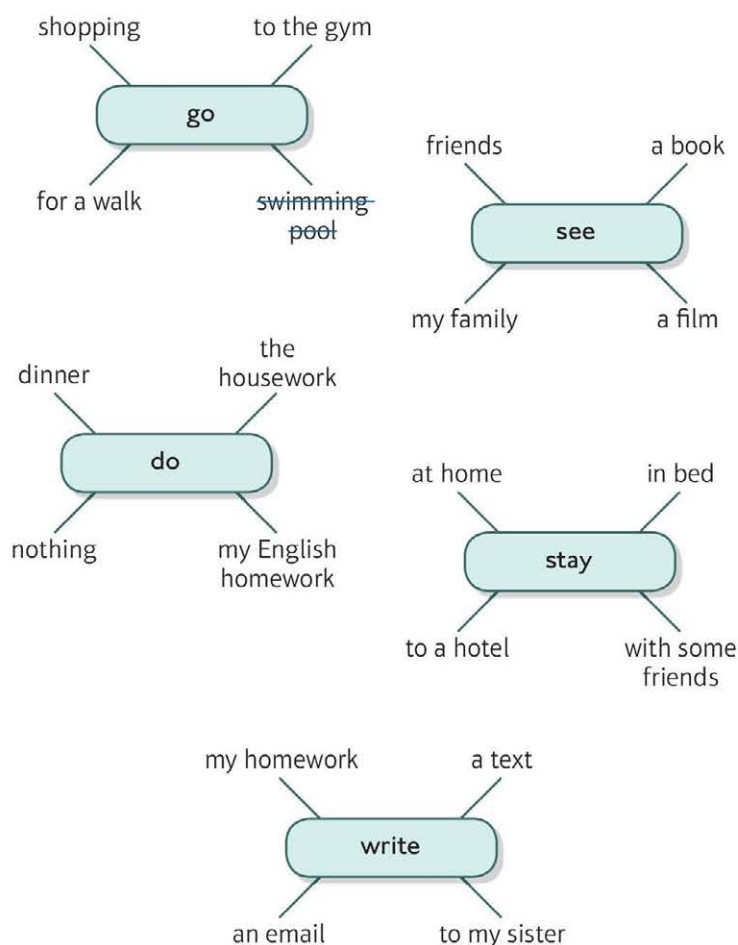 shopping
to the gym
go
for a walk
swimming
pool
friends
a book
see
my family
a film
dinner
the
housework
do
nothing
my English
homework
at home
in bed
stay
to a hotel
with some
friends
my homework
a text
write
an email
to my sister